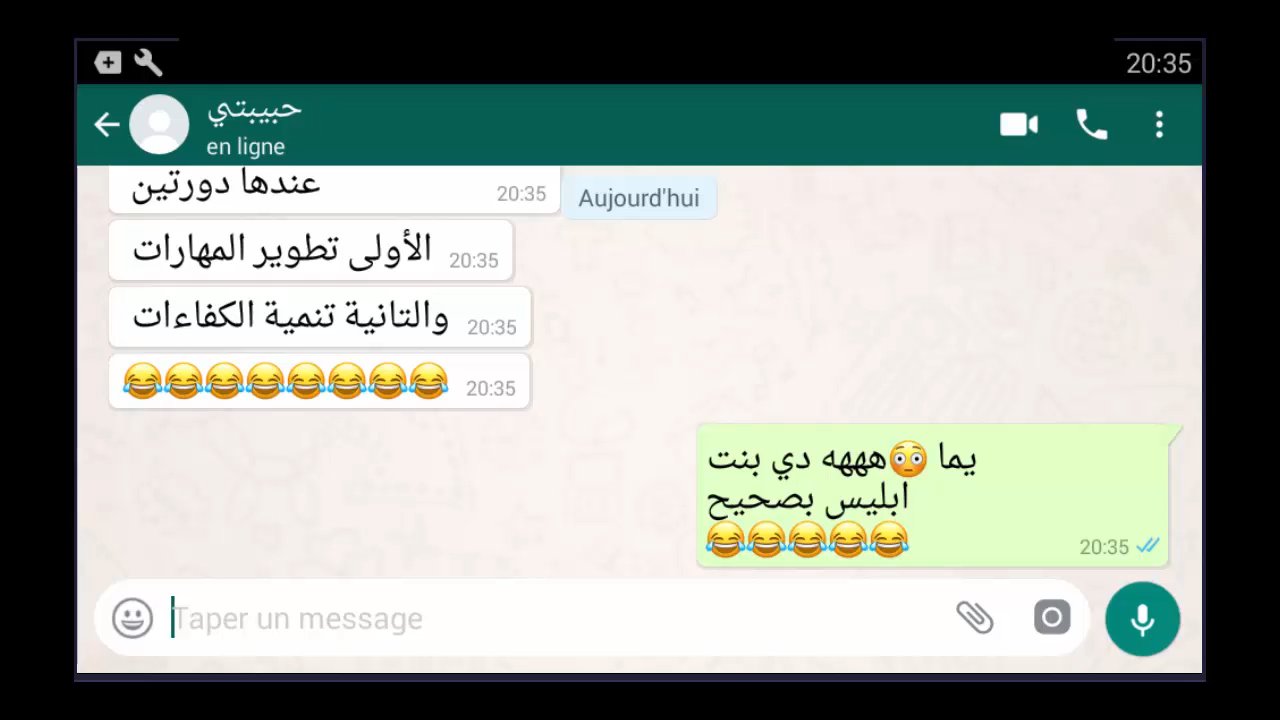 20:35
حبيبتي
en ligne
عندها دورتين 20:35
Aujourd'hui
الأولى تطوير المهارات 20:35
والتانية تنمية الكفاءات 20:35
😂😂😂😂😂😂😂😂 20:35
يما 😳هههه دي بنت
ابليس بصحيح
😂😂😂😂😂 20:35
Taper un message